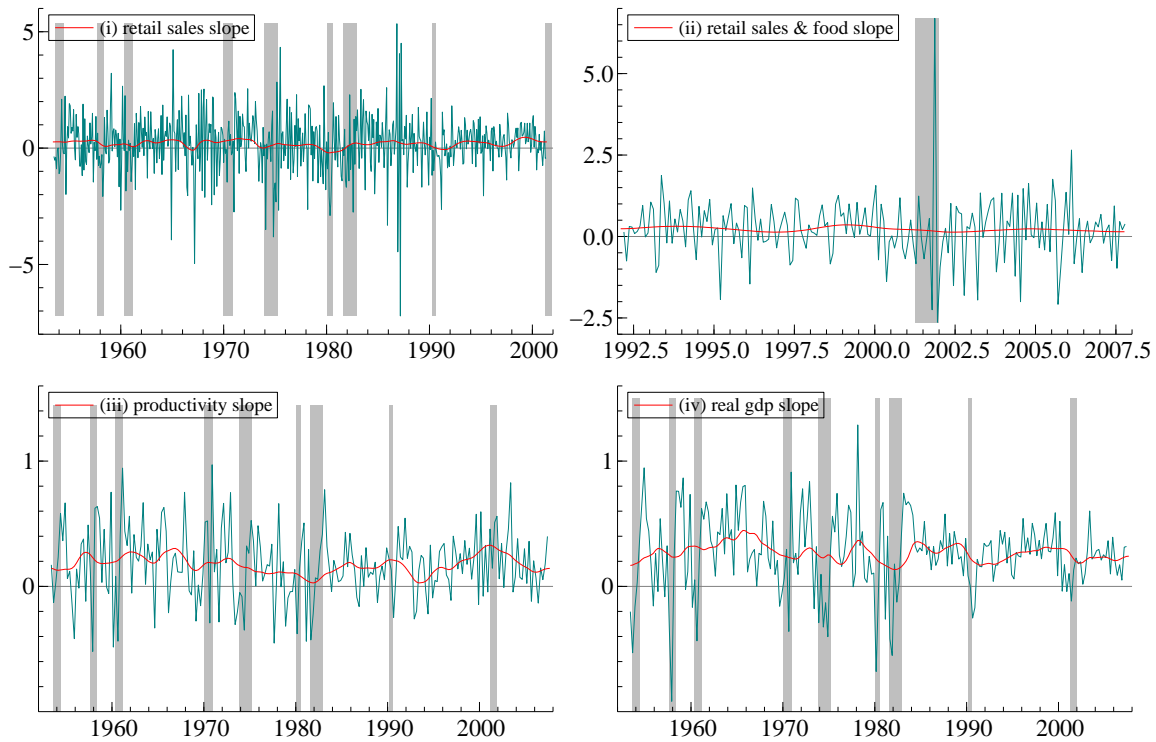 (i) retail sales slope
5
0
−5
1960 1970 1980 1990 2000
(ii) retail sales & food slope
5.0
2.5
0.0
−2.5
1992.5 1995.0 1997.5 2000.0 2002.5 2005.0 2007.5
(iii) productivity slope
1
0
1960 1970 1980 1990 2000
(iv) real gdp slope
1
0
1960 1970 1980 1990 2000